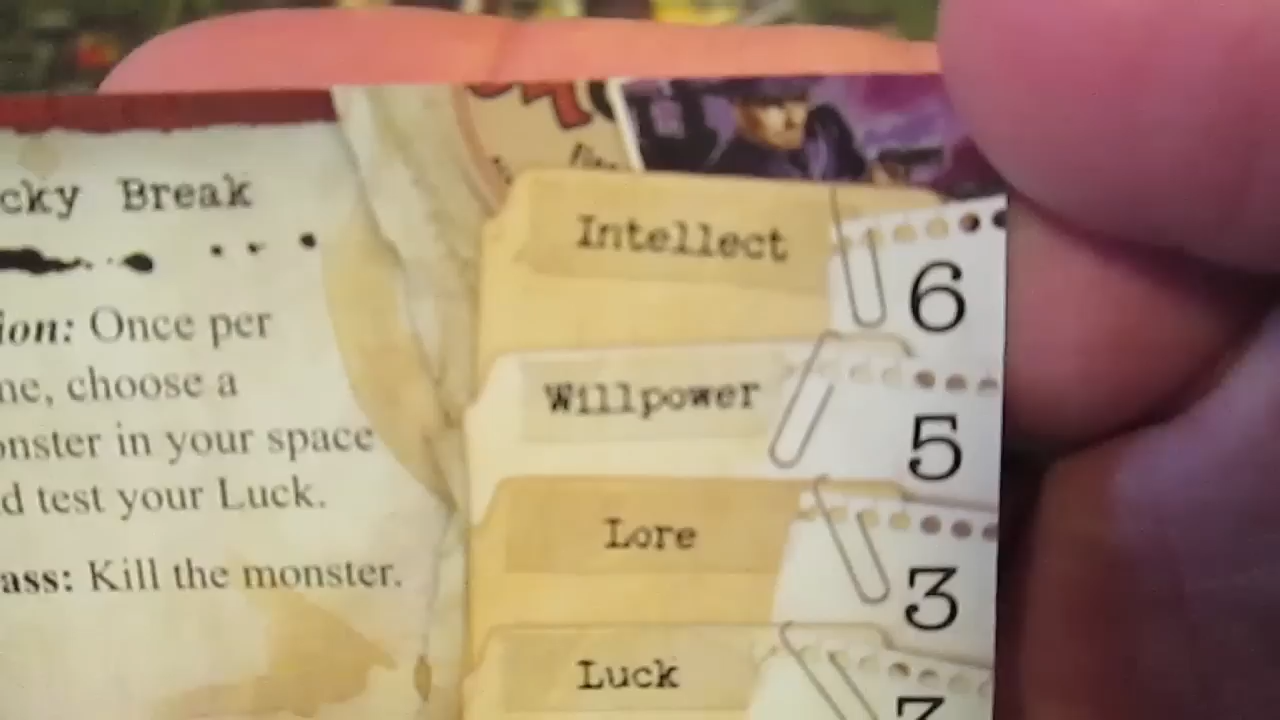 cky Break
ion: Once per
me, choose a
onster in your space
d test your Luck.
ass: Kill the monster.
Intellect
6
Willpower
5
Lore
3
Luck